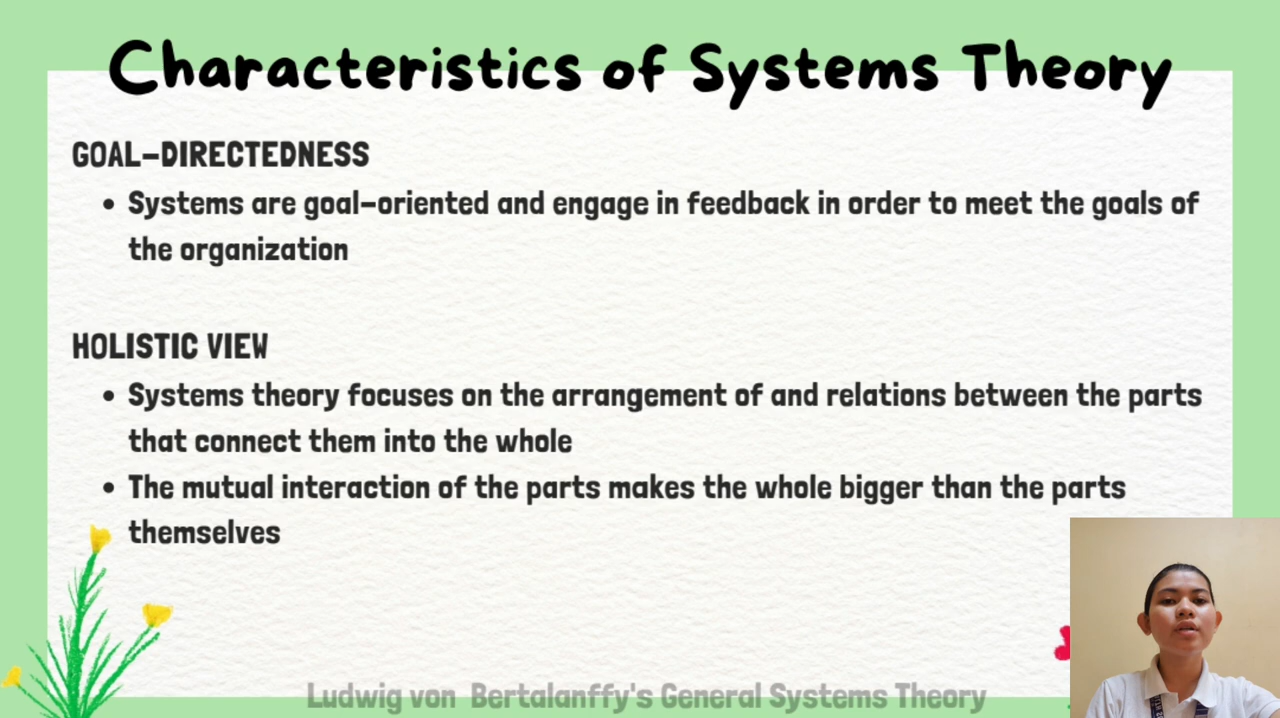 Characteristics of Systems Theory
GOAL-DIRECTEDNESS
• Systems are goal-oriented and engage in feedback in order to meet the goals of
the organization
HOLISTIC VIEW
• Systems theory focuses on the arrangement of and relations between the parts
that connect them into the whole
• The mutual interaction of the parts makes the whole bigger than the parts
themselves
Ludwig von Bertalanffy's General Systems Theory